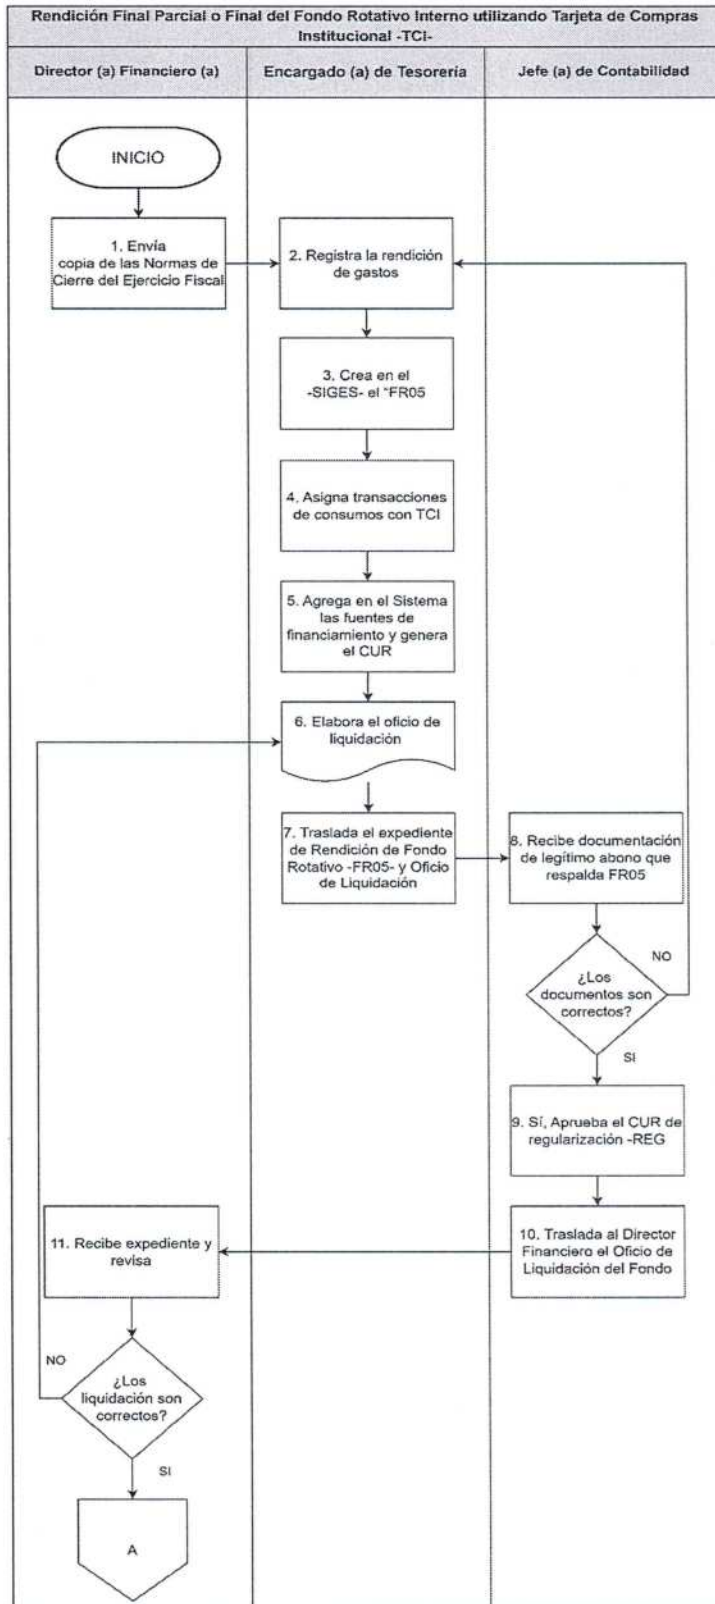 Rendición Final Parcial o Final del Fondo Rotativo Interno utilizando Tarjeta de Compras
Institucional -TCI-
Director (a) Financiero (a)
Encargado (a) de Tesorería
Jefe (a) de Contabilidad
INICIO
1. Envía
copia de las Normas de
Cierre del Ejercicio Fiscal
2. Registra la rendición
de gastos
3. Crea en el
-SIGES- el "FR05
4. Asigna transacciones
de consumos con TCI
5. Agrega en el Sistema
las fuentes de
financiamiento y genera
el CUR
6. Elabora el oficio de
liquidación
7. Traslada el expediente
de Rendición de Fondo
Rotativo -FR05- y Oficio
de Liquidación
8. Recibe documentación
de legítimo abono que
respalda FR05
NO
¿Los
documentos son
correctos?
SI
9. Sí, Aprueba el CUR de
regularización -REG
10. Traslada al Director
Financiero el Oficio de
Liquidación del Fondo
11. Recibe expediente y
revisa
NO
¿Los
liquidación son
correctos?
SI
A